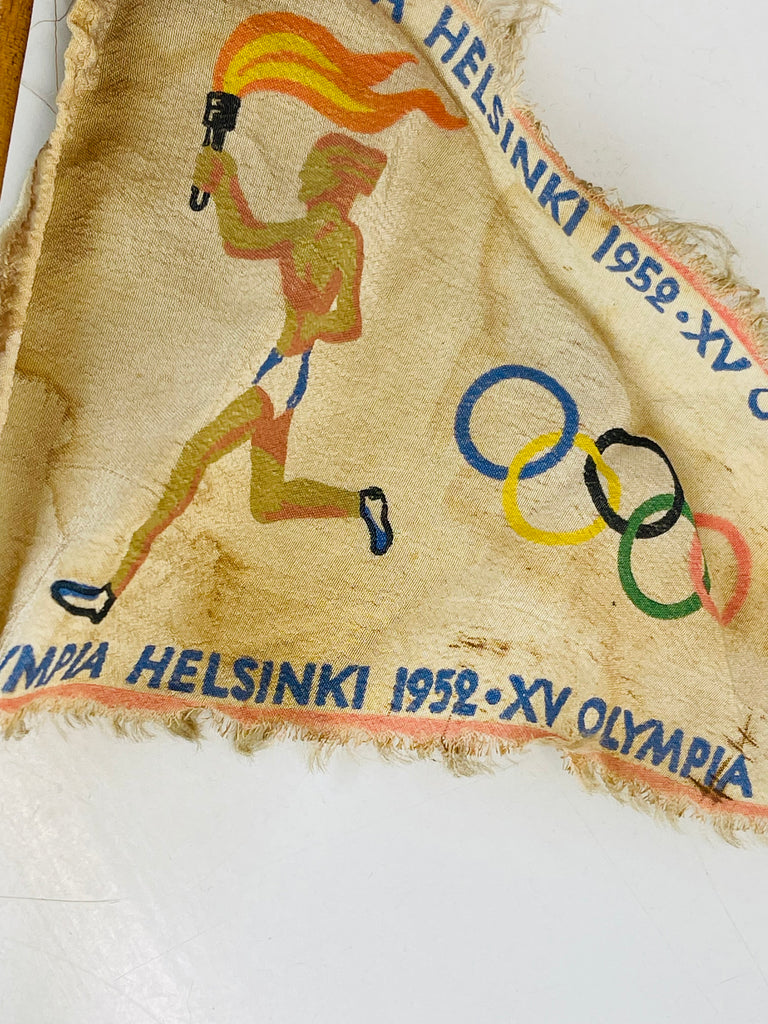 A HELSINKI 1952 • XV O
YMPIA HELSINKI 1952 • XV OLYMPIA